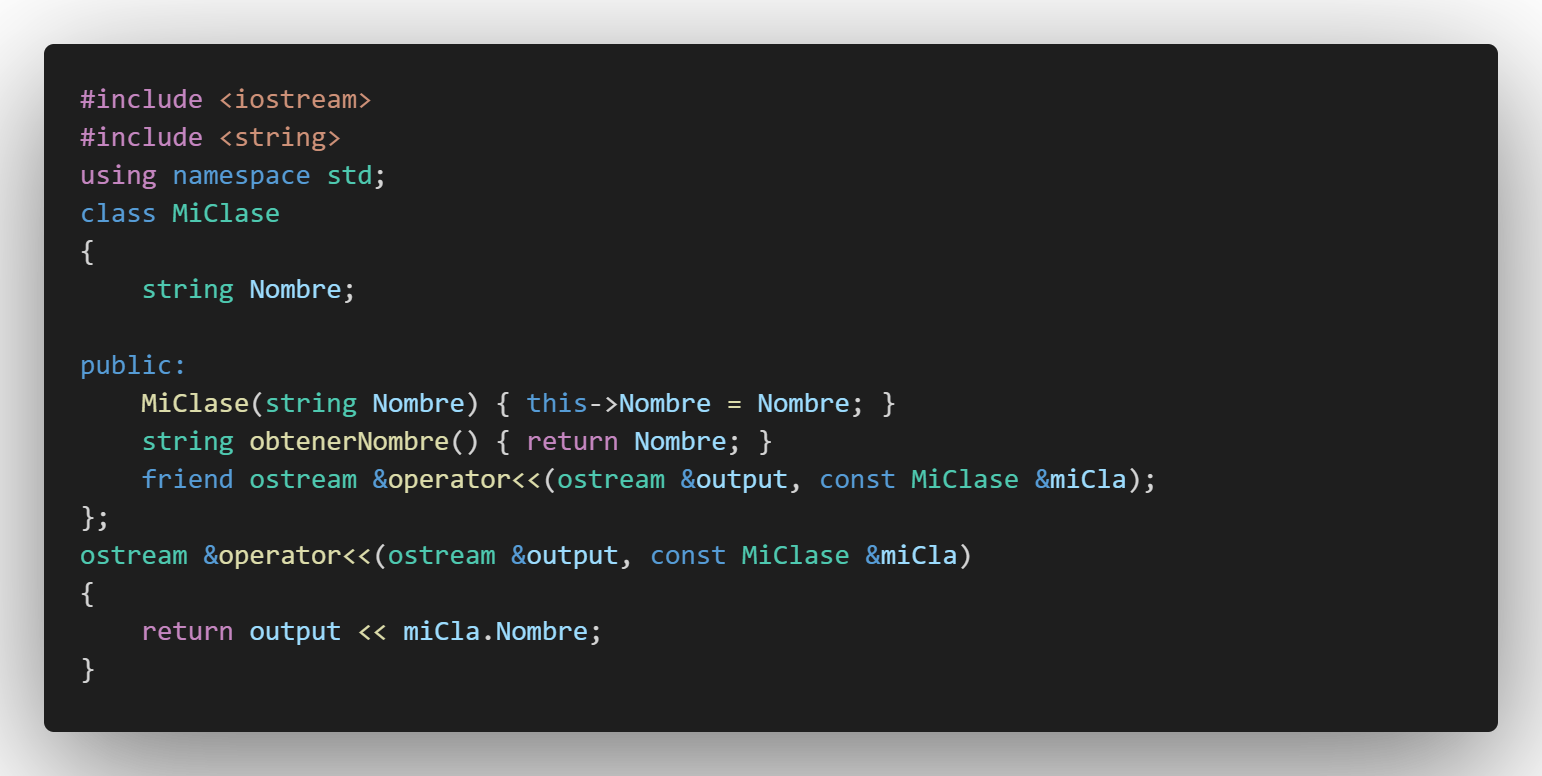 #include <iostream>
#include <string>
using namespace std;
class MiClase
{
    string Nombre;

public:
    MiClase(string Nombre) { this->Nombre = Nombre; }
    string obtenerNombre() { return Nombre; }
    friend ostream &operator<<(ostream &output, const MiClase &miCla);
};
ostream &operator<<(ostream &output, const MiClase &miCla)
{
    return output << miCla.Nombre;
}